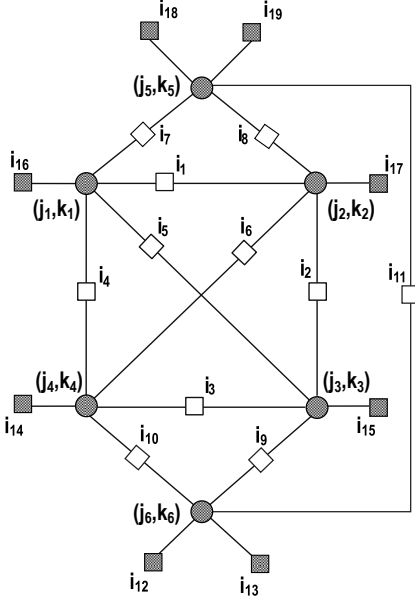 i18 i19
(j5,k5)
i7 i8
i16 i1 i17
(j1,k1) (j2,k2)
i5 i6
i4 i2 i11
(j4,k4) i3 (j3,k3)
i14 i10 i9 i15
(j6,k6)
i12 i13